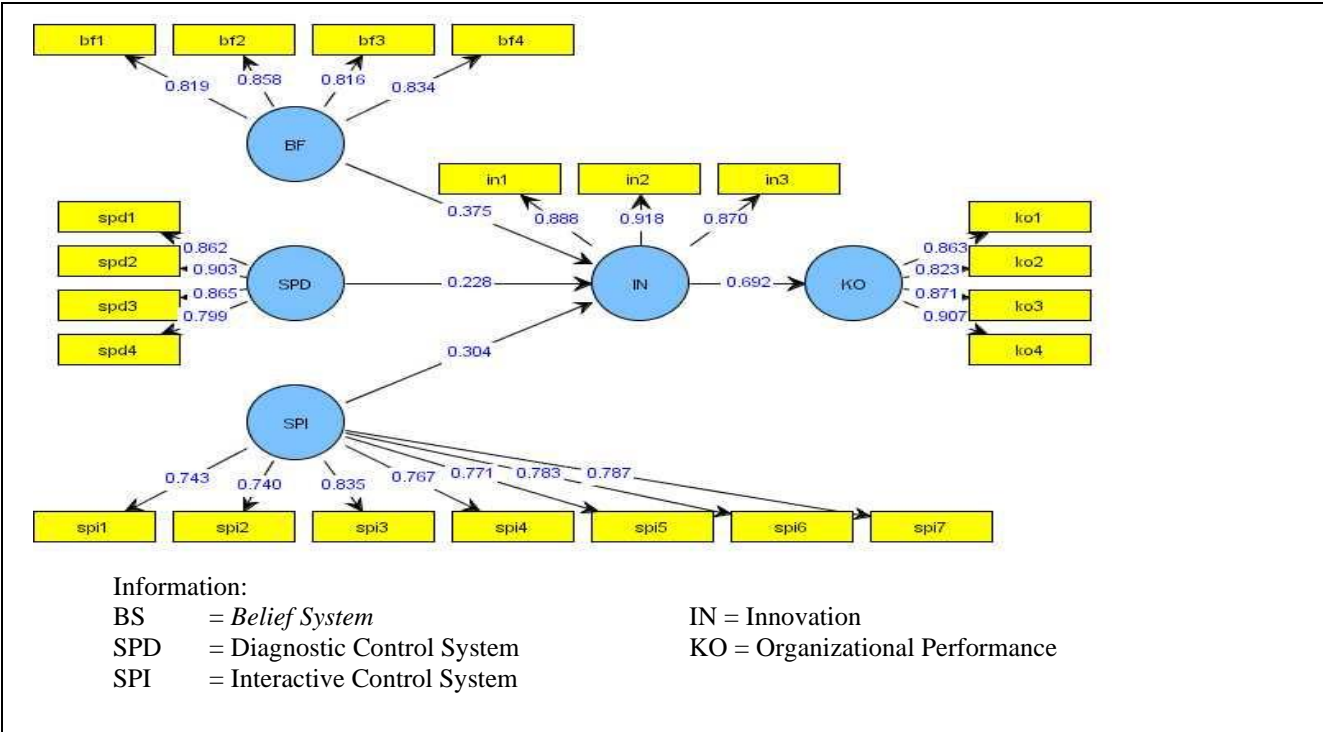 bf1 bf2 bf3 bf4
0.819 0.858 0.816 0.834
BF
in1 in2 in3
0.375 0.888 0.918 0.870
spd1
spd2
spd3
spd4
0.862
0.903
0.865
0.799
SPD
0.228
IN
0.692
KO
0.863
0.823
0.871
0.907
ko1
ko2
ko3
ko4
0.304
SPI
0.743 0.740 0.835 0.767 0.771 0.783 0.787
spi1 spi2 spi3 spi4 spi5 spi6 spi7
Information:
BS = Belief System
SPD = Diagnostic Control System
SPI = Interactive Control System
IN = Innovation
KO = Organizational Performance